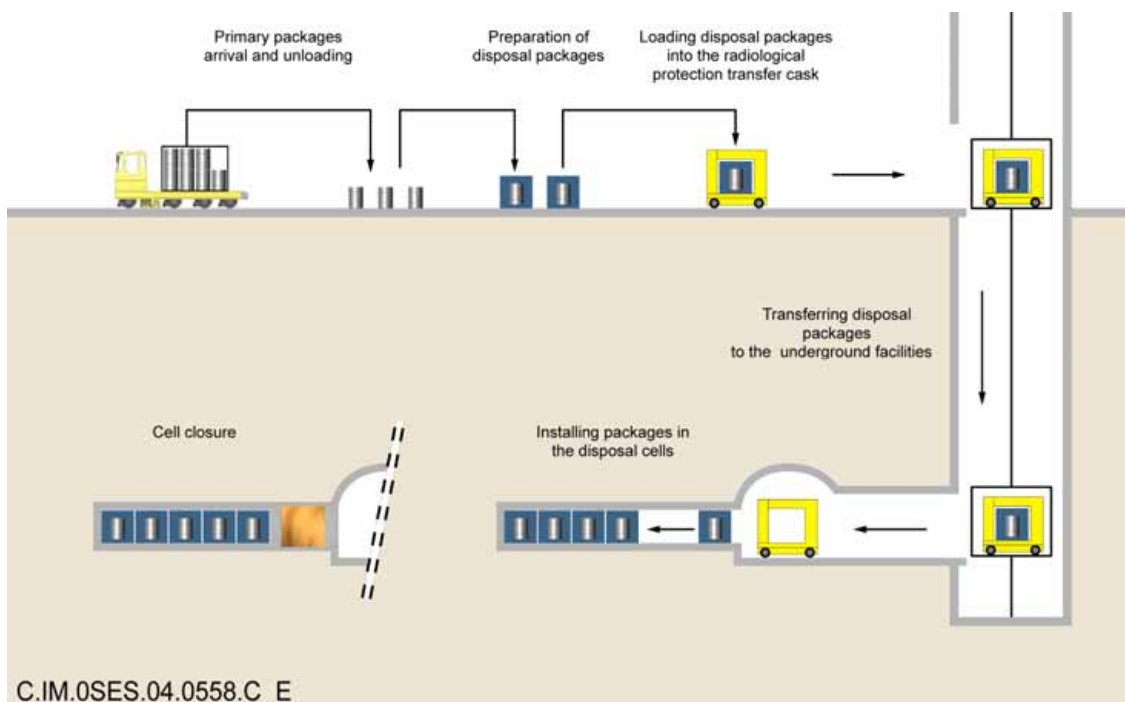 Primary packages
arrival and unloading
Preparation of
disposal packages
Loading disposal packages
into the radiological
protection transfer cask
Transferring disposal
packages
to the underground facilities
Cell closure
Installing packages in
the disposal cells
C.IM.0SES.04.0558.C E